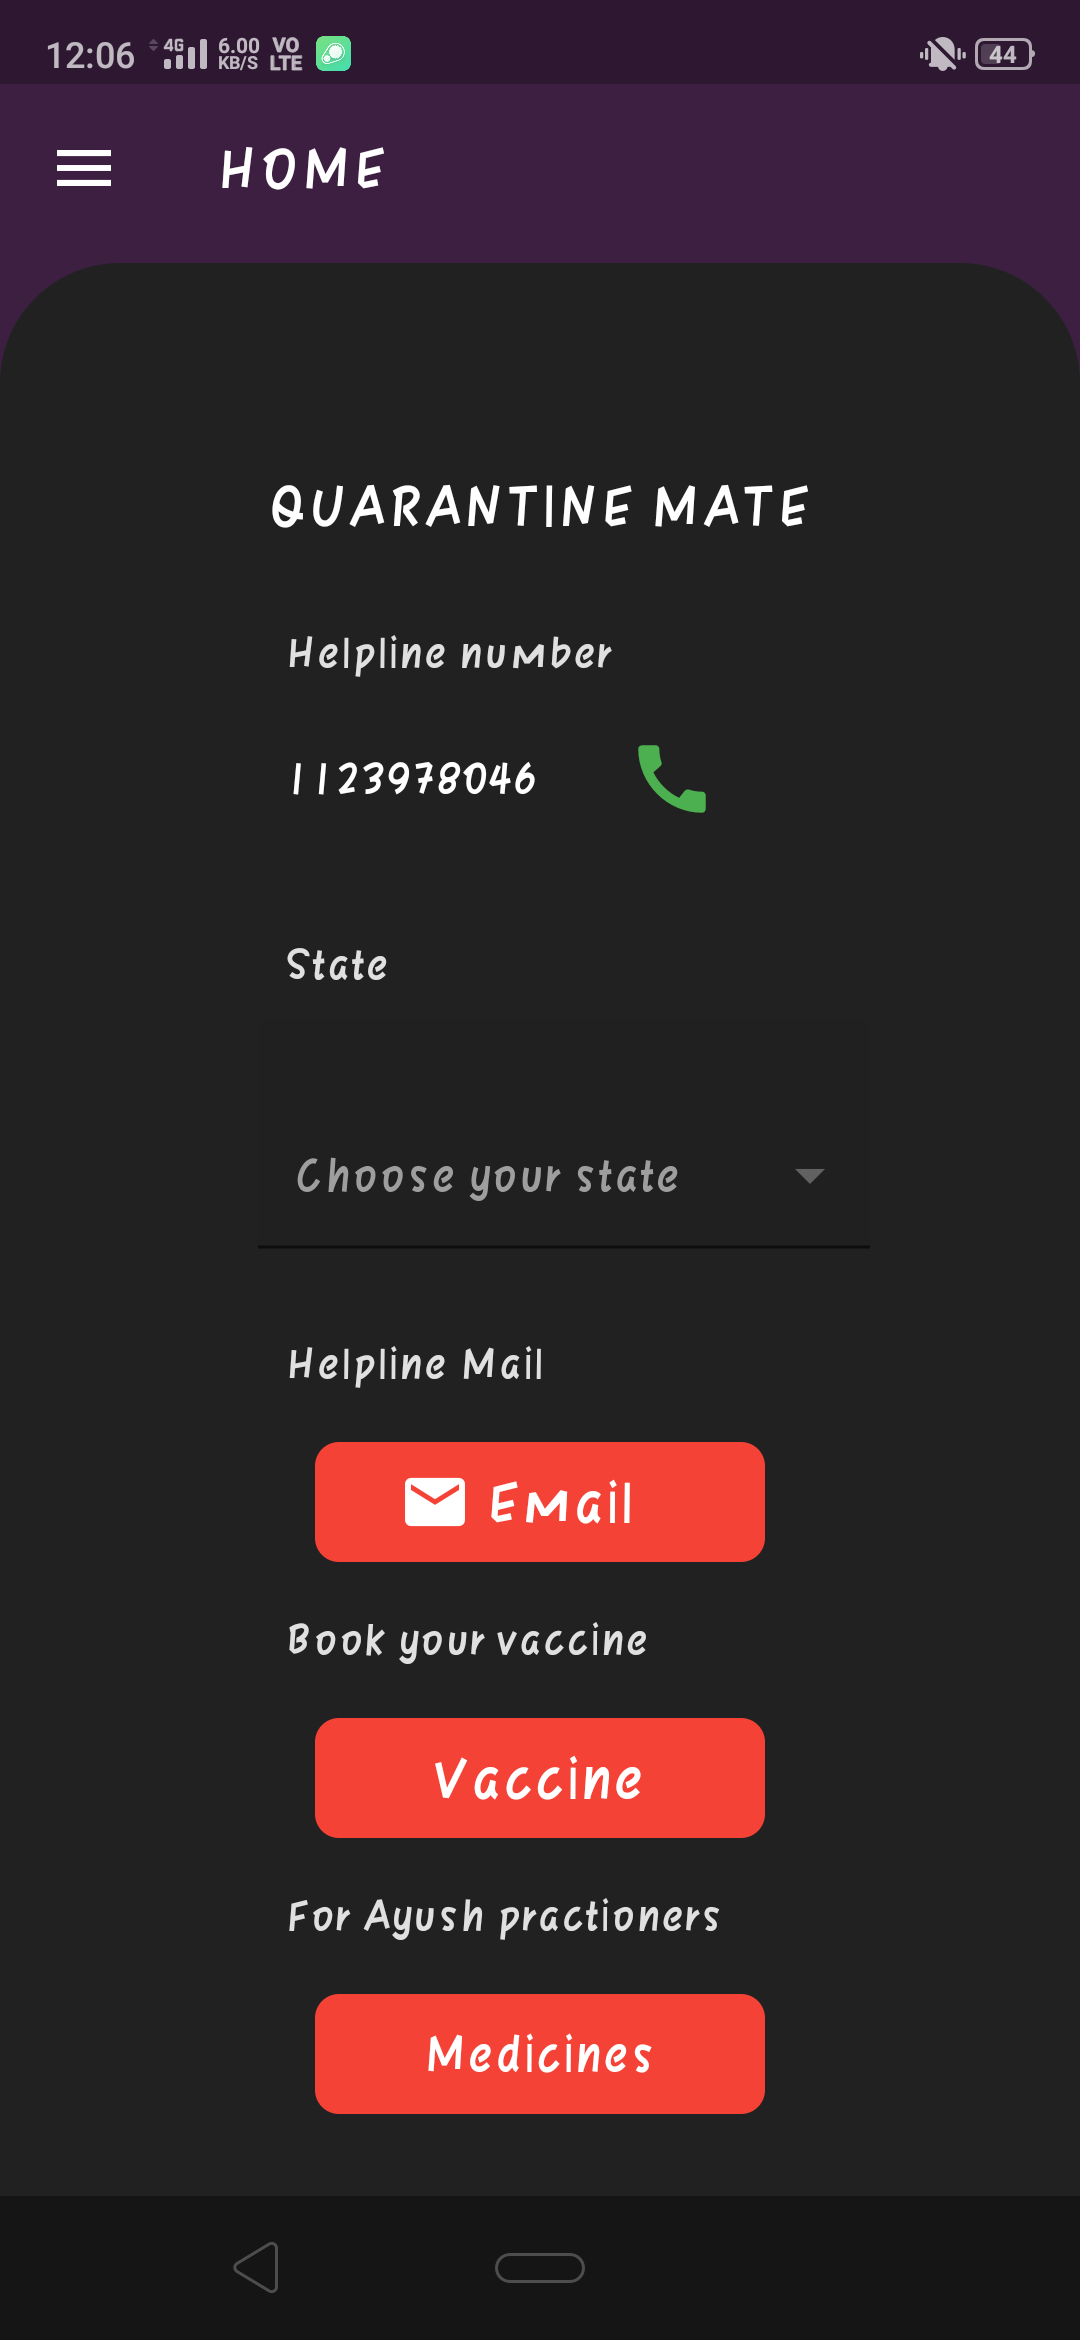 12:06 4G 6.00 KB/S VO LTE 44
HOME
QUARANTINE MATE
Helpline number
1123978046
State
Choose your state
Helpline Mail
Email
Book your vaccine
Vaccine
For Ayush practioners
Medicines